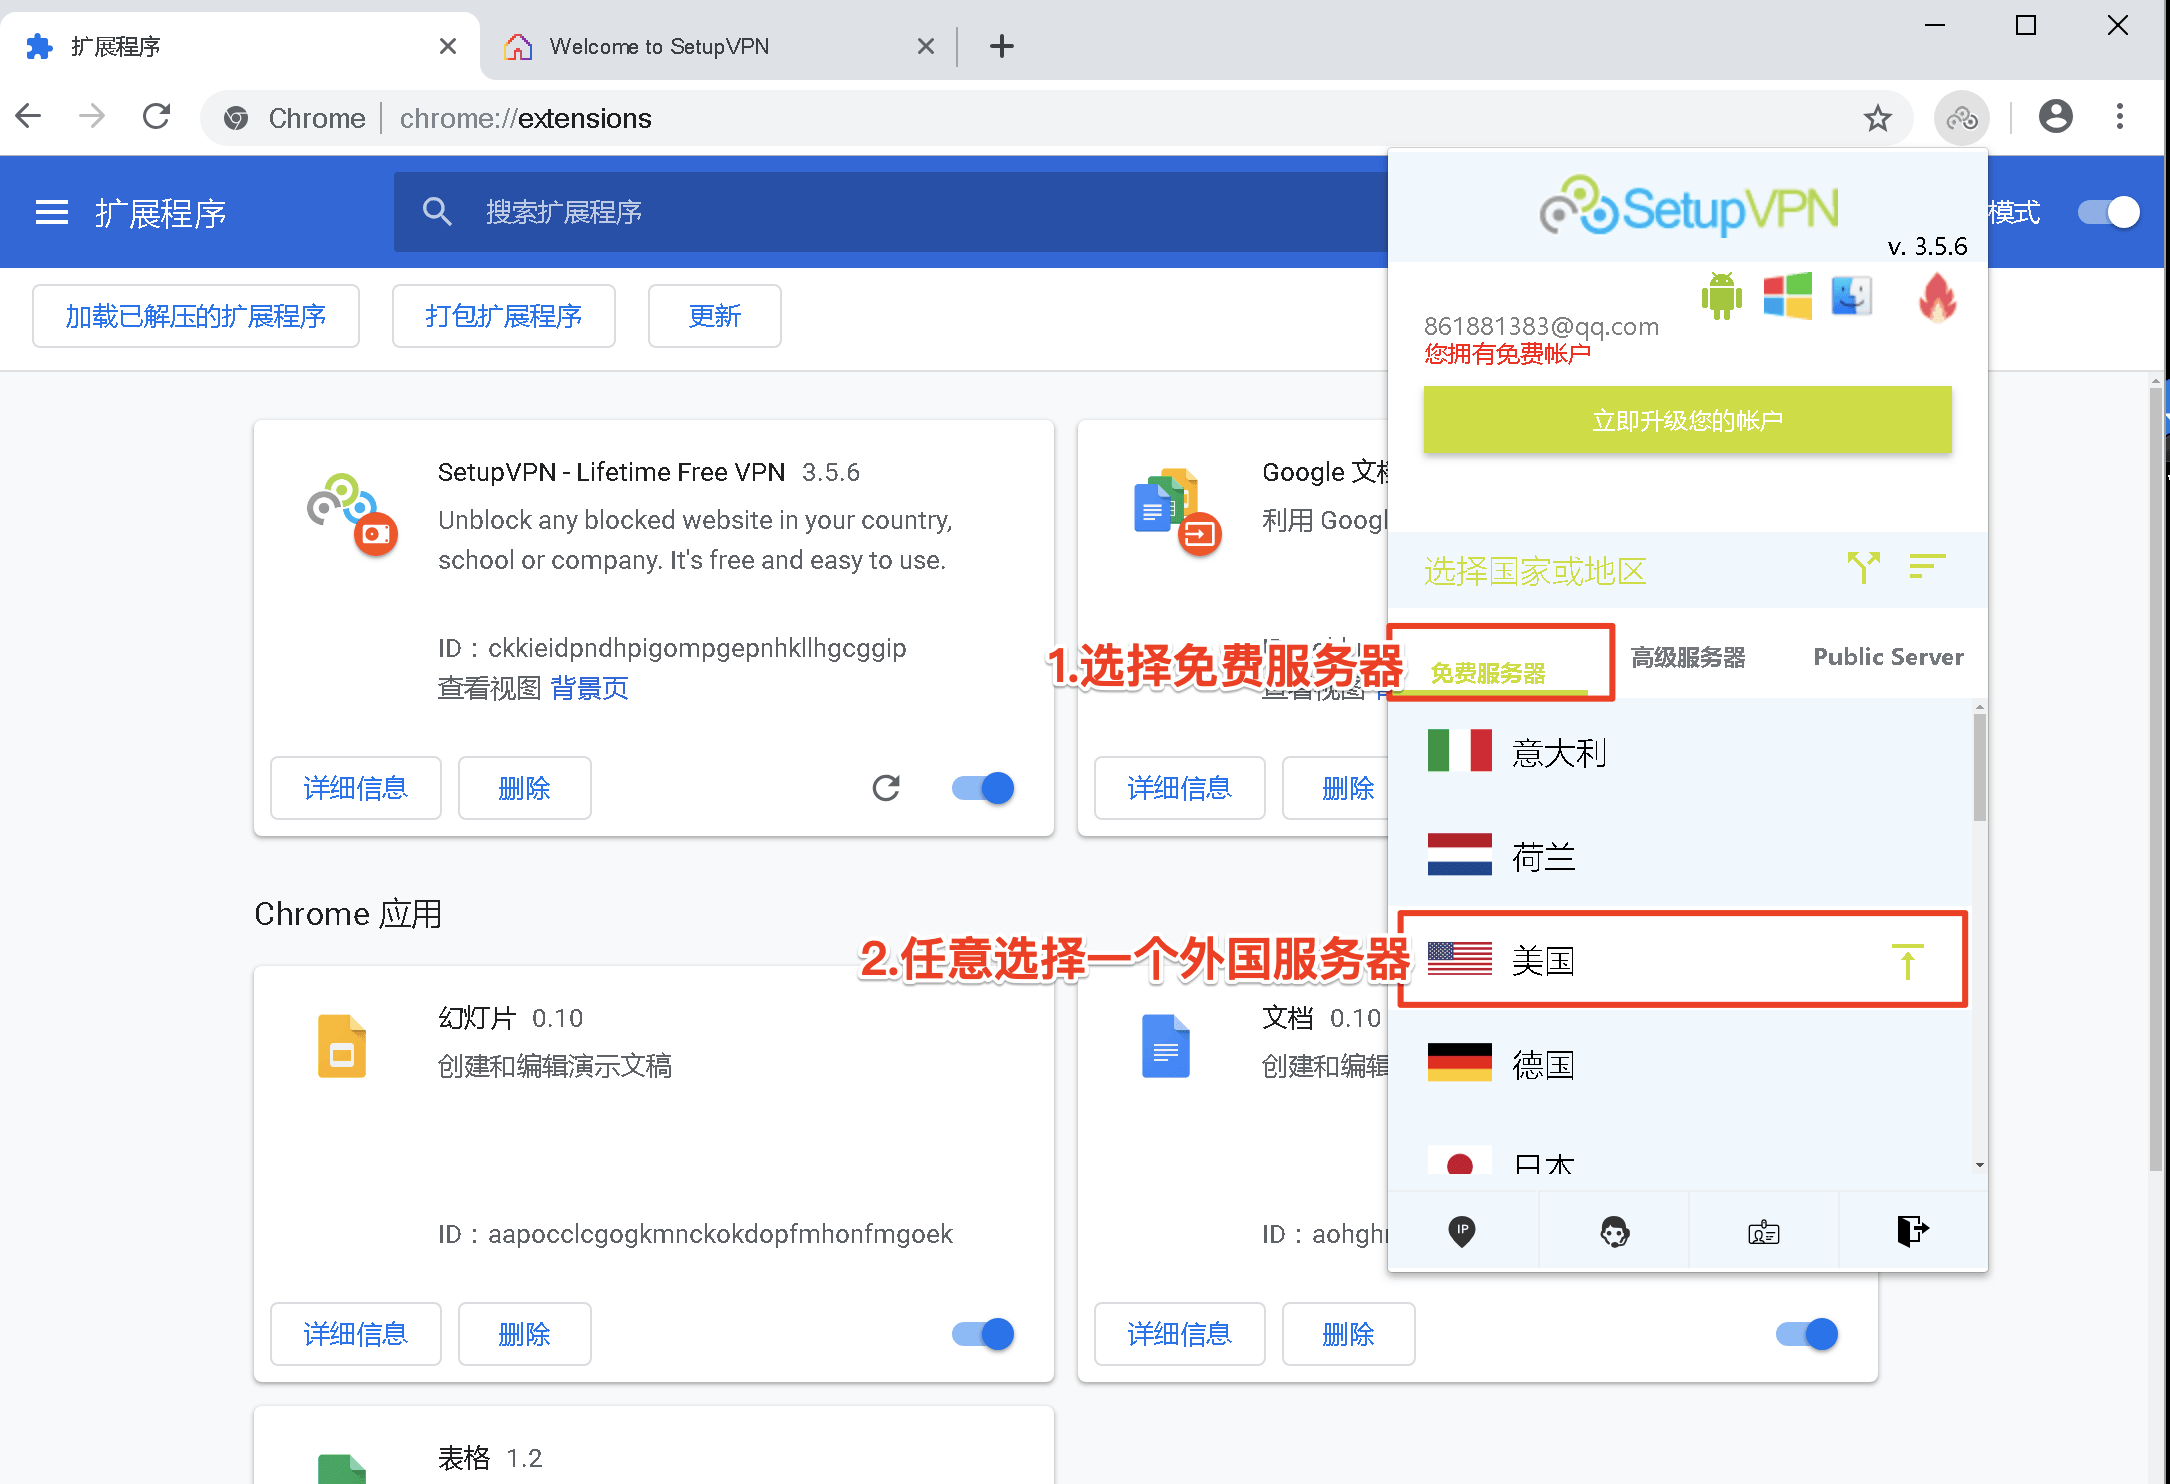 扩展程序
Welcome to SetupVPN
Chrome
chrome://extensions
扩展程序
搜索扩展程序
模式
加载已解压的扩展程序
打包扩展程序
更新
SetupVPN
v. 3.5.6
861881383@qq.com
您拥有免费帐户
立即升级您的帐户
选择国家或地区
免费服务器
高级服务器
Public Server
意大利
荷兰
美国
德国
日本
IP
1.选择免费服务器
2.任意选择一个外国服务器
SetupVPN - Lifetime Free VPN 3.5.6
Unblock any blocked website in your country,
school or company. It's free and easy to use.
ID：ckkieidpndhpigompgepnhkllhgcggip
查看视图 背景页
详细信息
删除
Google 文档
利用 Googl
查看视图
详细信息
删除
Chrome 应用
幻灯片 0.10
创建和编辑演示文稿
ID：aapocclcgogkmnckokdopfmhonfmgoek
详细信息
删除
文档 0.10
创建和编辑
ID：aohghr
详细信息
删除
表格 1.2